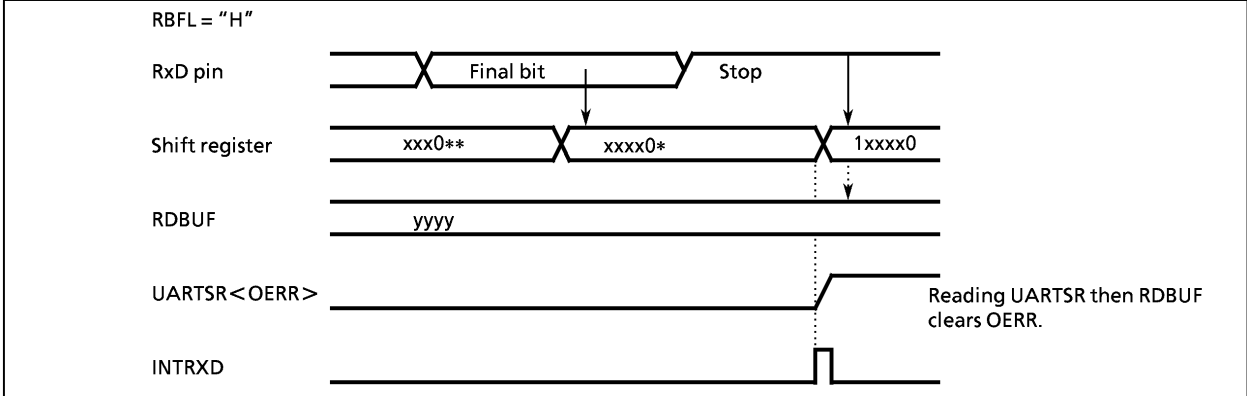 RBFL = “H”
RxD pin
Final bit
Stop
Shift register
xxx0**
xxxx0*
1xxxx0
RDBUF
yyyy
UARTSR<OERR>
Reading UARTSR then RDBUF
clears OERR.
INTRXD